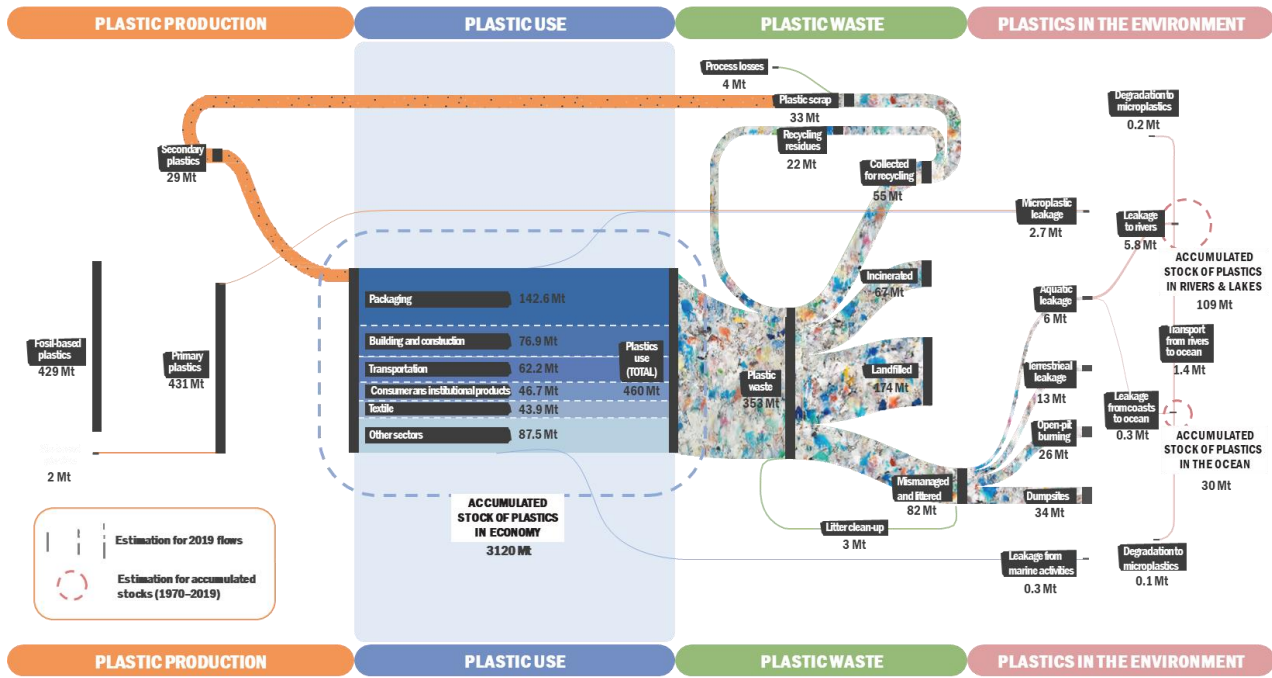 PLASTIC PRODUCTION
PLASTIC USE
PLASTIC WASTE
PLASTICS IN THE ENVIRONMENT
Process losses
4 Mt
Plastic scrap
33 Mt
Recycling
residues
22 Mt
Collected
for recycling
55 Mt
Degradation to
microplastics
0.2 Mt
Secondary
plastics
29 Mt
Microplastic
leakage
2.7 Mt
Leakage
to rivers
5.8 Mt
ACCUMULATED
STOCK OF PLASTICS
IN RIVERS & LAKES
109 Mt
Fosil-based
plastics
429 Mt
Primary
plastics
431 Mt
2 Mt
Packaging
142.6 Mt
Building and construction
76.9 Mt
Transportation
62.2 Mt
Consumerans institutional products
46.7 Mt
Textile
43.9 Mt
Other sectors
87.5 Mt
Plastics
use
(TOTAL)
460 Mt
Plastic
waste
353 Mt
Incinerated
67 Mt
Landfilled
174 Mt
Mismanaged
and littered
82 Mt
Litter clean-up
3 Mt
Aquatic
leakage
6 Mt
Terrestrieal
leakage
13 Mt
Open-pit
burning
26 Mt
Dumpsites
34 Mt
Leakage from
marine activities
0.3 Mt
Transport
from rivers
to ocean
1.4 Mt
Leakage
from coasts
to ocean
0.3 Mt
ACCUMULATED
STOCK OF PLASTICS
IN THE OCEAN
30 Mt
Degradation to
microplastics
0.1 Mt
ACCUMULATED
STOCK OF PLASTICS
IN ECONOMY
3120 Mt
Estimation for 2019 flows
Estimation for accumulated
stocks (1970–2019)
PLASTIC PRODUCTION
PLASTIC USE
PLASTIC WASTE
PLASTICS IN THE ENVIRONMENT